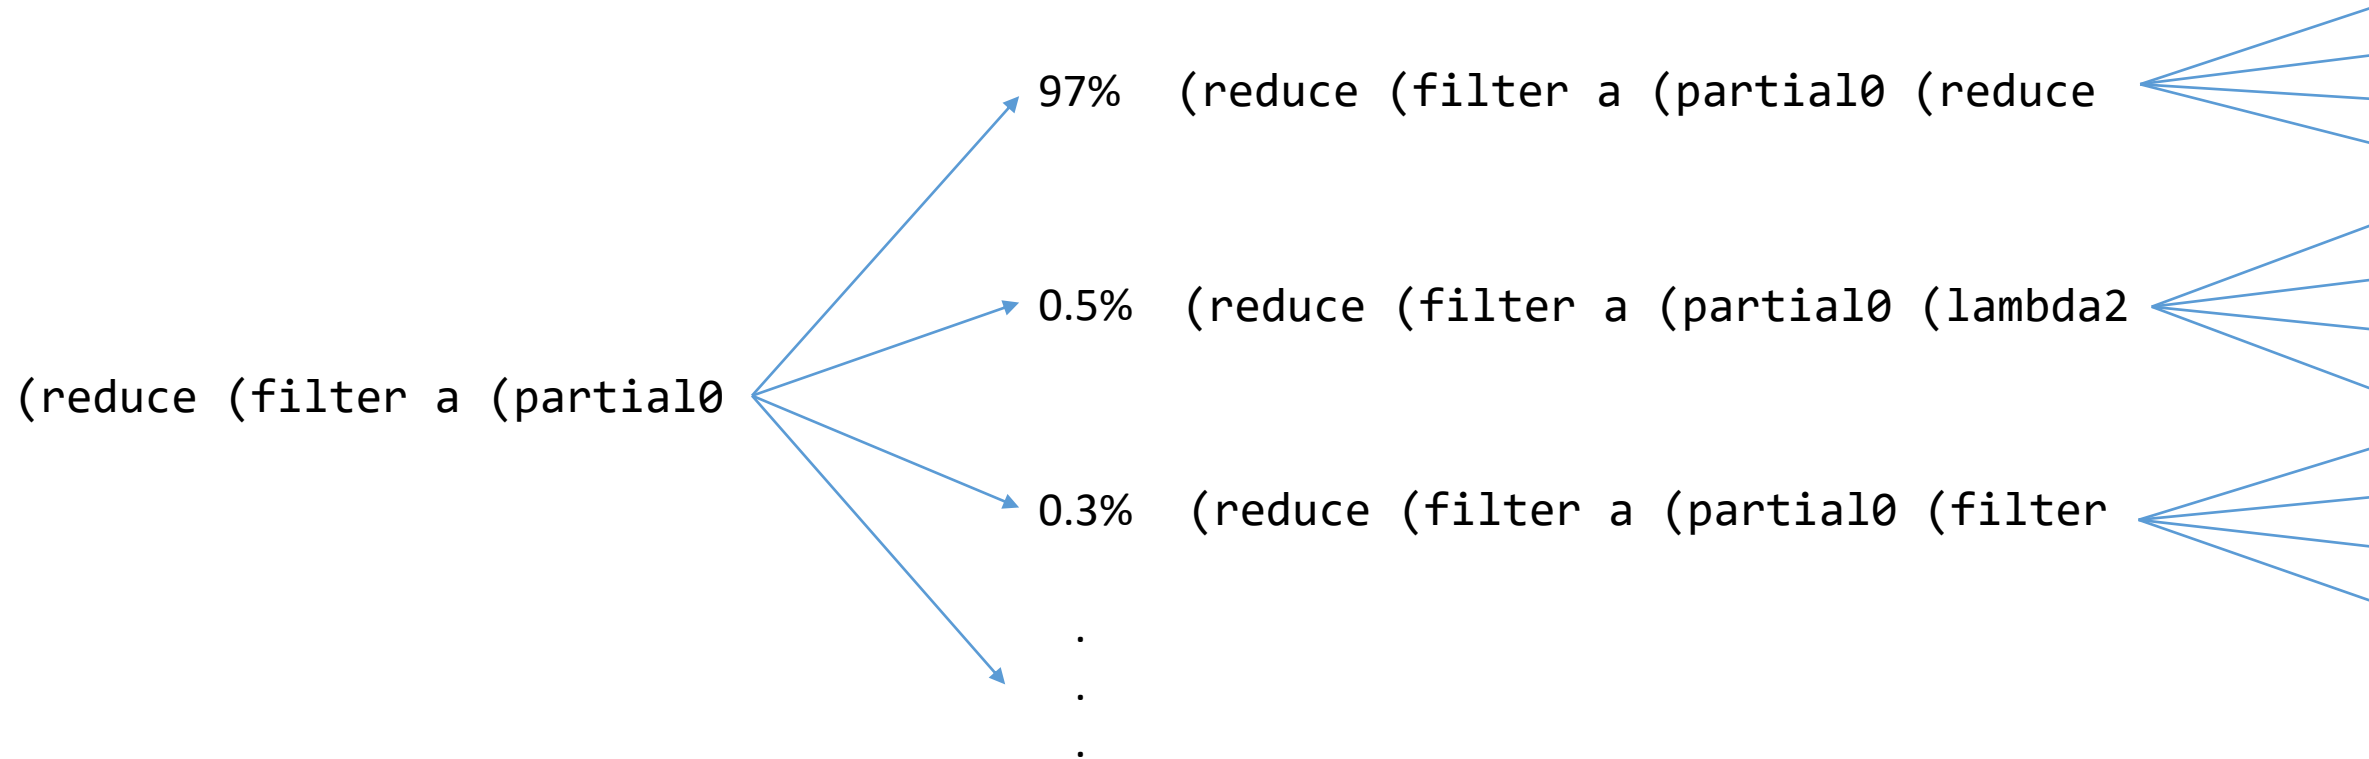 97% (reduce (filter a (partial0 (reduce
0.5% (reduce (filter a (partial0 (lambda2
(reduce (filter a (partial0
0.3% (reduce (filter a (partial0 (filter
.
.
.